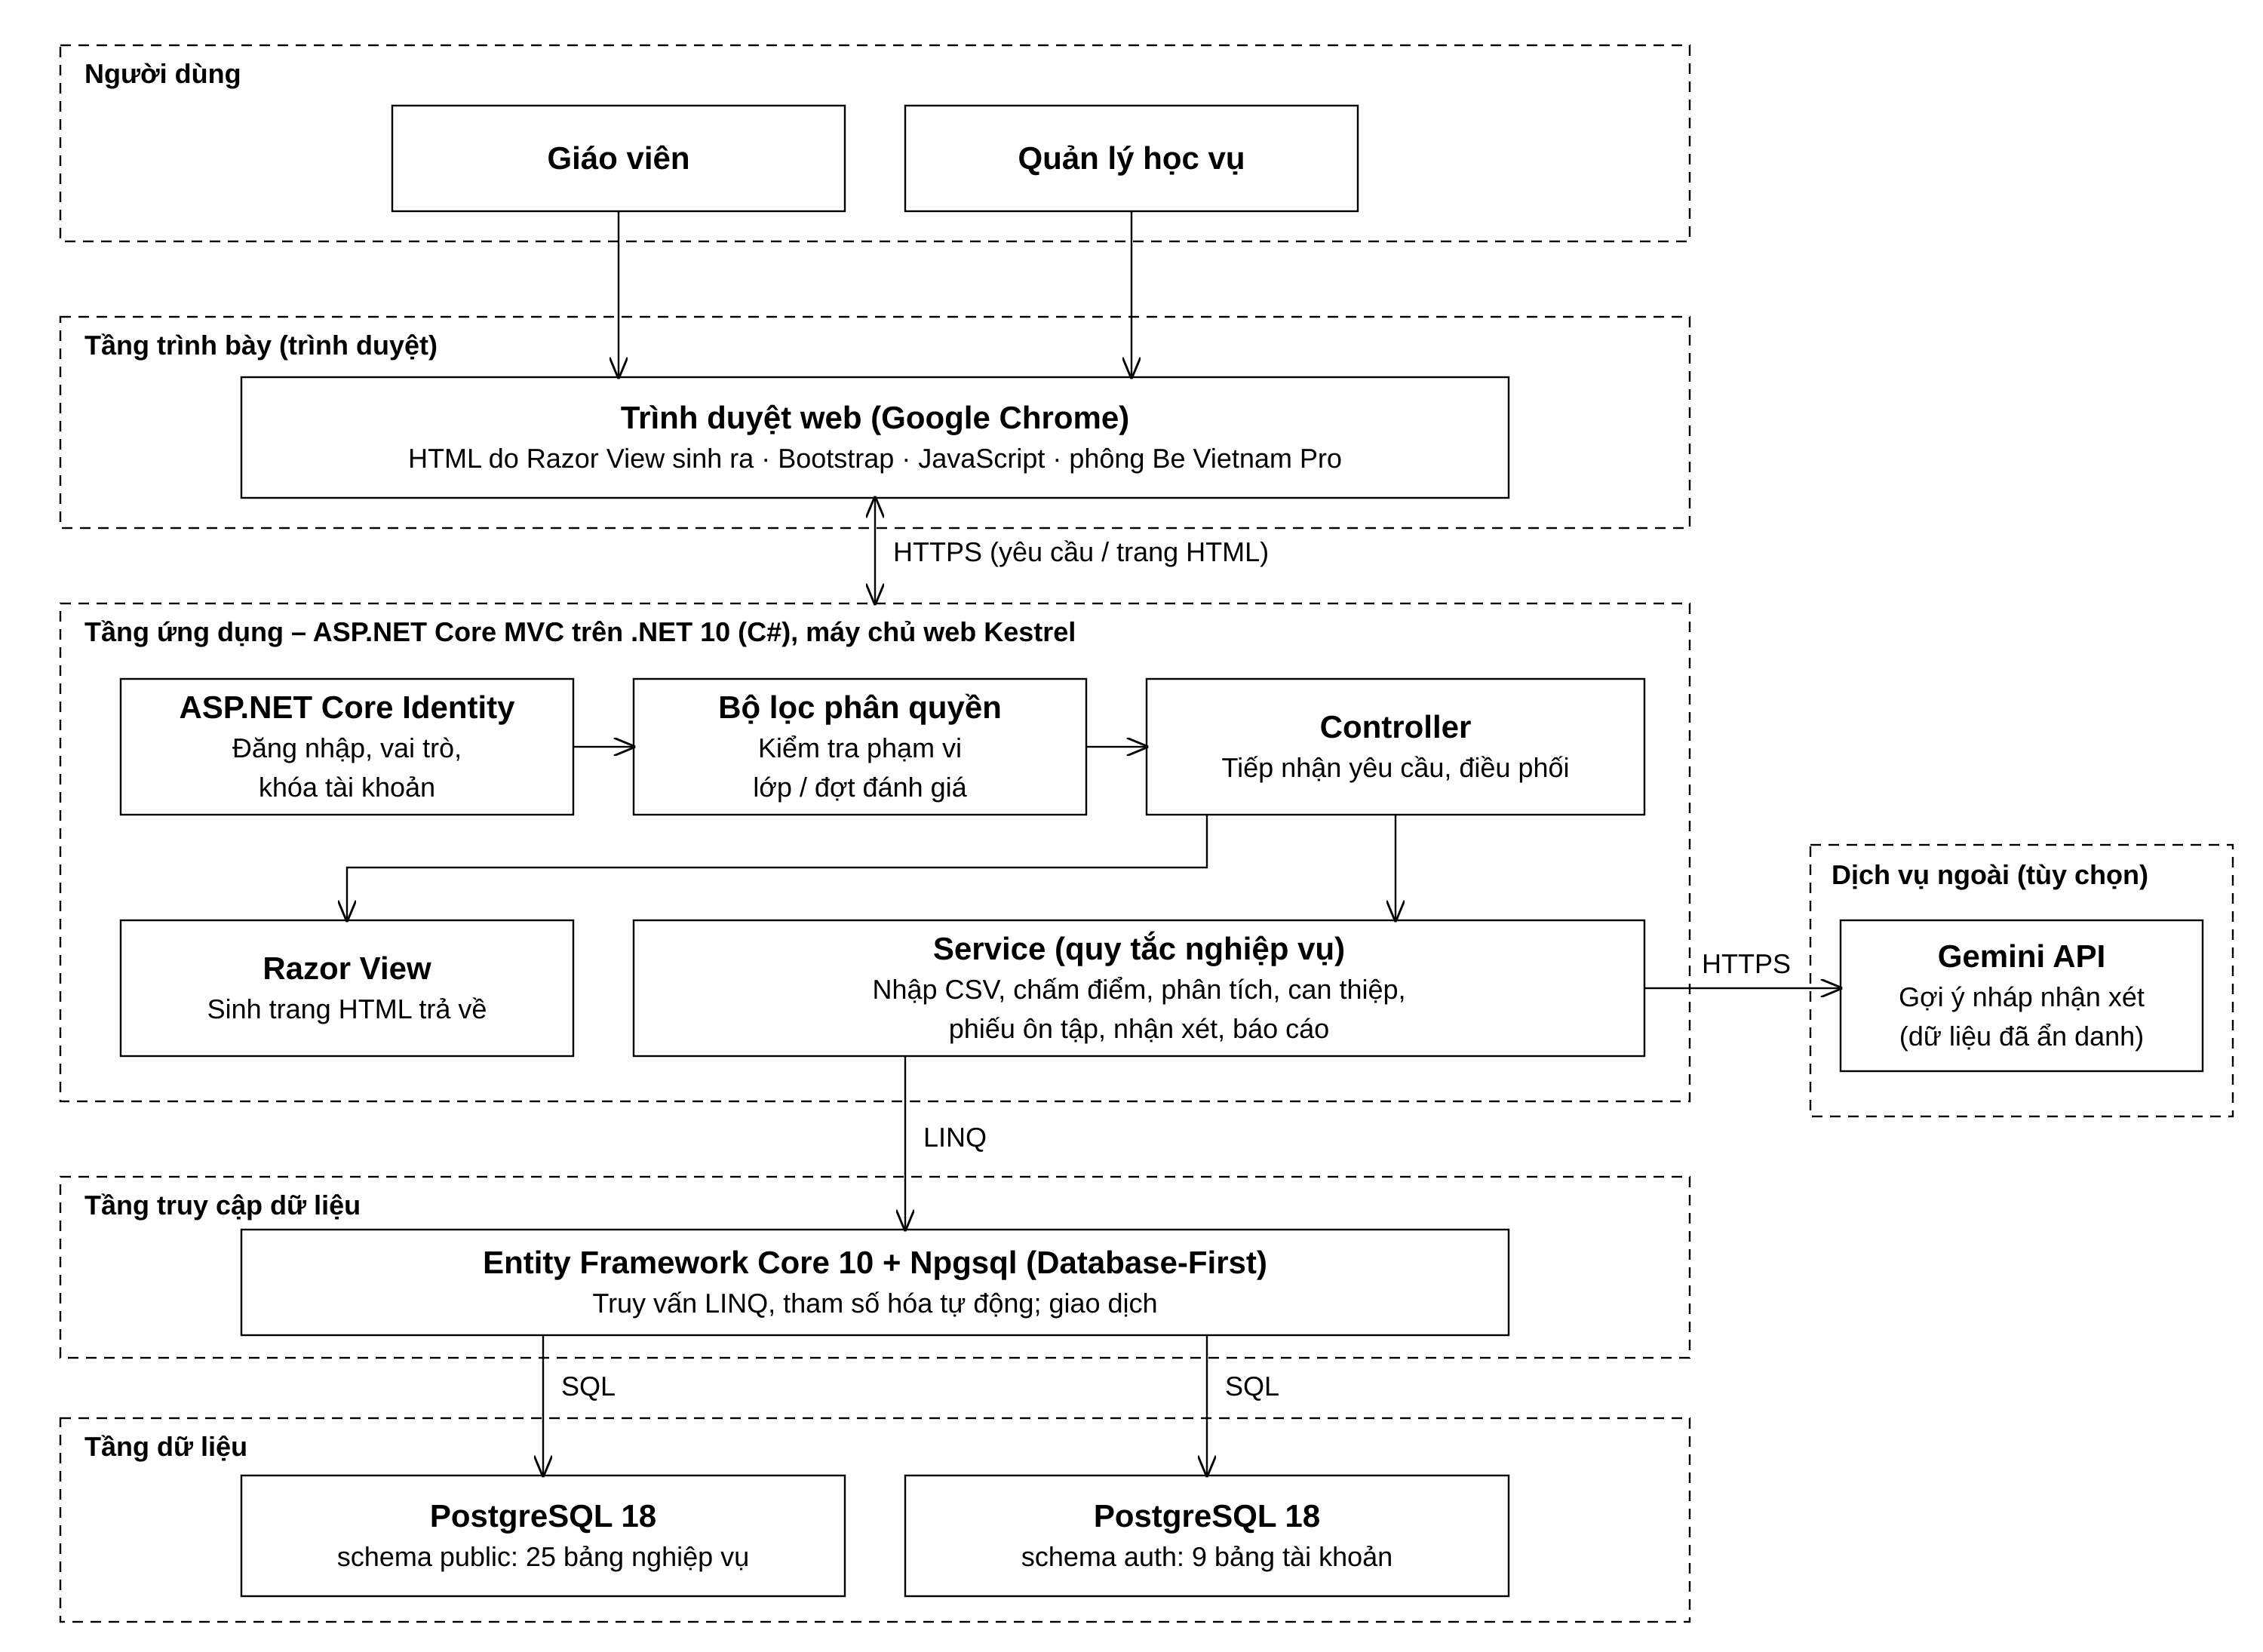 Người dùng
Giáo viên
Quản lý học vụ
Tầng trình bày (trình duyệt)
Trình duyệt web (Google Chrome)
HTML do Razor View sinh ra · Bootstrap · JavaScript · phông Be Vietnam Pro
HTTPS (yêu cầu / trang HTML)
Tầng ứng dụng – ASP.NET Core MVC trên .NET 10 (C#), máy chủ web Kestrel
ASP.NET Core Identity
Đăng nhập, vai trò,
khóa tài khoản
Bộ lọc phân quyền
Kiểm tra phạm vi
lớp / đợt đánh giá
Controller
Tiếp nhận yêu cầu, điều phối
Razor View
Sinh trang HTML trả về
Service (quy tắc nghiệp vụ)
Nhập CSV, chấm điểm, phân tích, can thiệp,
phiếu ôn tập, nhận xét, báo cáo
HTTPS
Dịch vụ ngoài (tùy chọn)
Gemini API
Gợi ý nháp nhận xét
(dữ liệu đã ẩn danh)
LINQ
Tầng truy cập dữ liệu
Entity Framework Core 10 + Npgsql (Database-First)
Truy vấn LINQ, tham số hóa tự động; giao dịch
SQL
SQL
Tầng dữ liệu
PostgreSQL 18
schema public: 25 bảng nghiệp vụ
PostgreSQL 18
schema auth: 9 bảng tài khoản